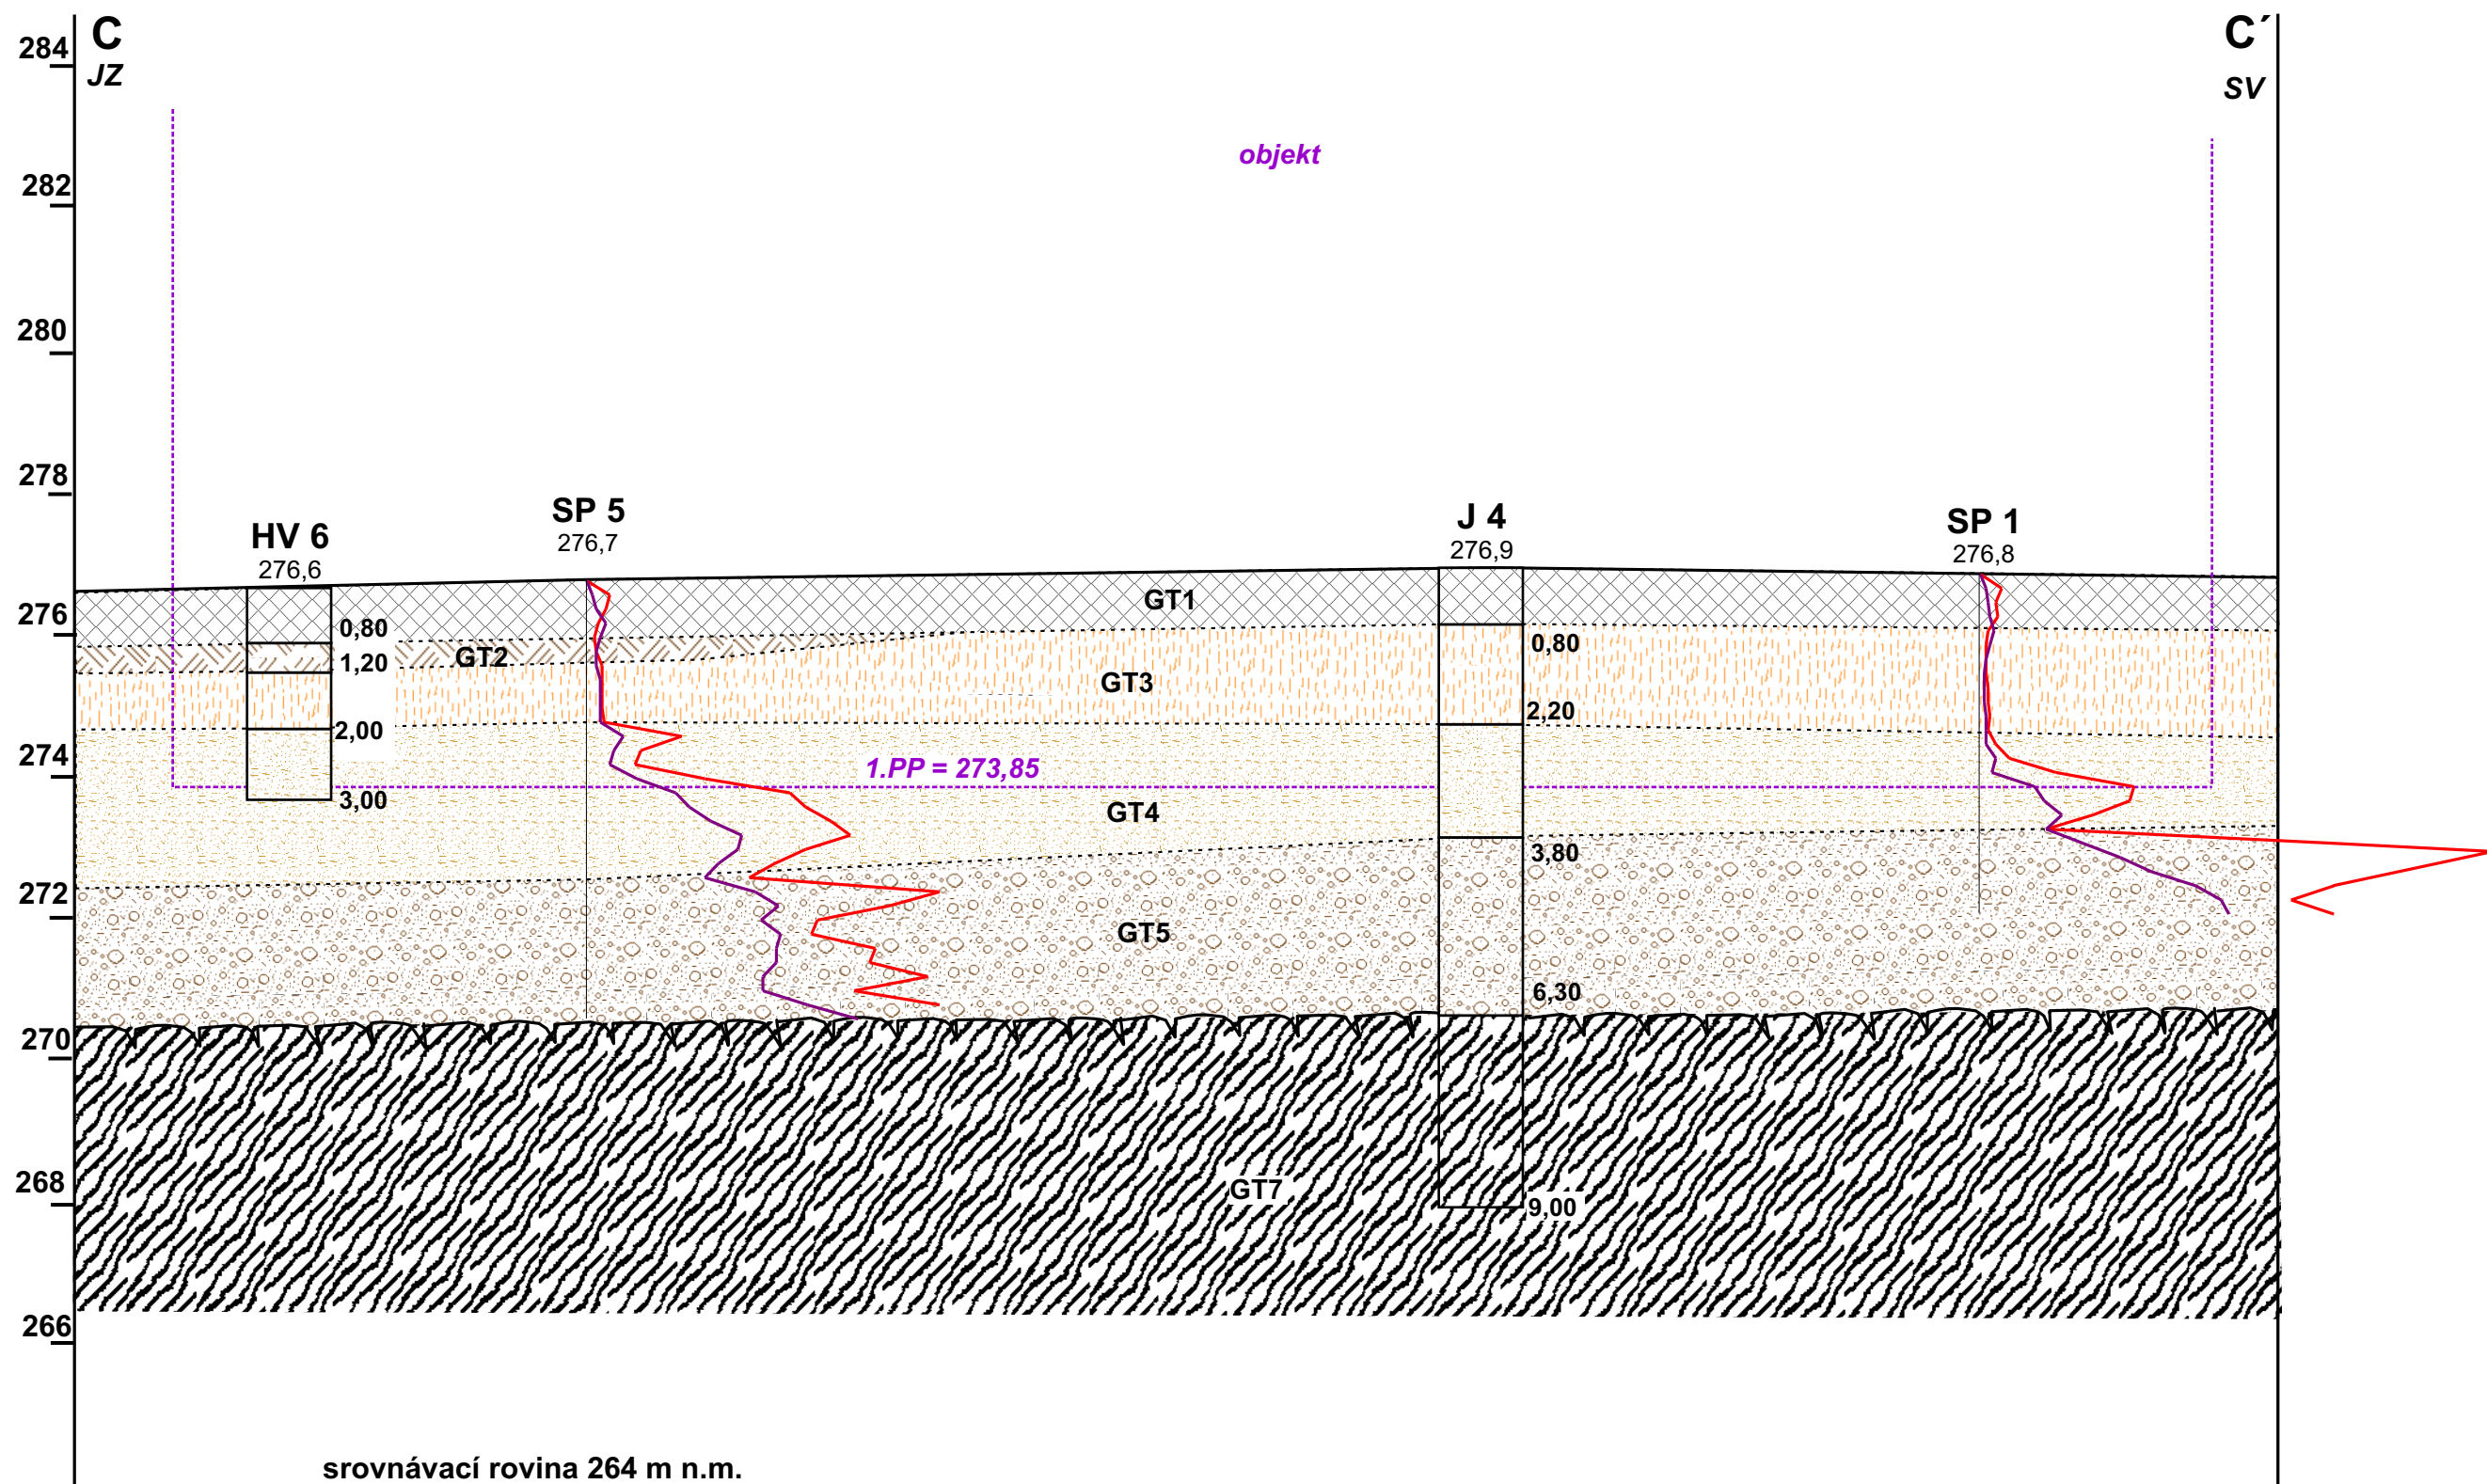 C
C´
284
JZ
SV
objekt
282
280
278
SP 5
276,7
HV 6
276,6
J 4
276,9
SP 1
276,8
276
GT1
0,80
0,80
GT2
1,20
GT3
2,20
2,00
274
1.PP = 273,85
3,00
GT4
3,80
272
GT5
6,30
270
268
GT7
9,00
266
srovnávací rovina 264 m n.m.